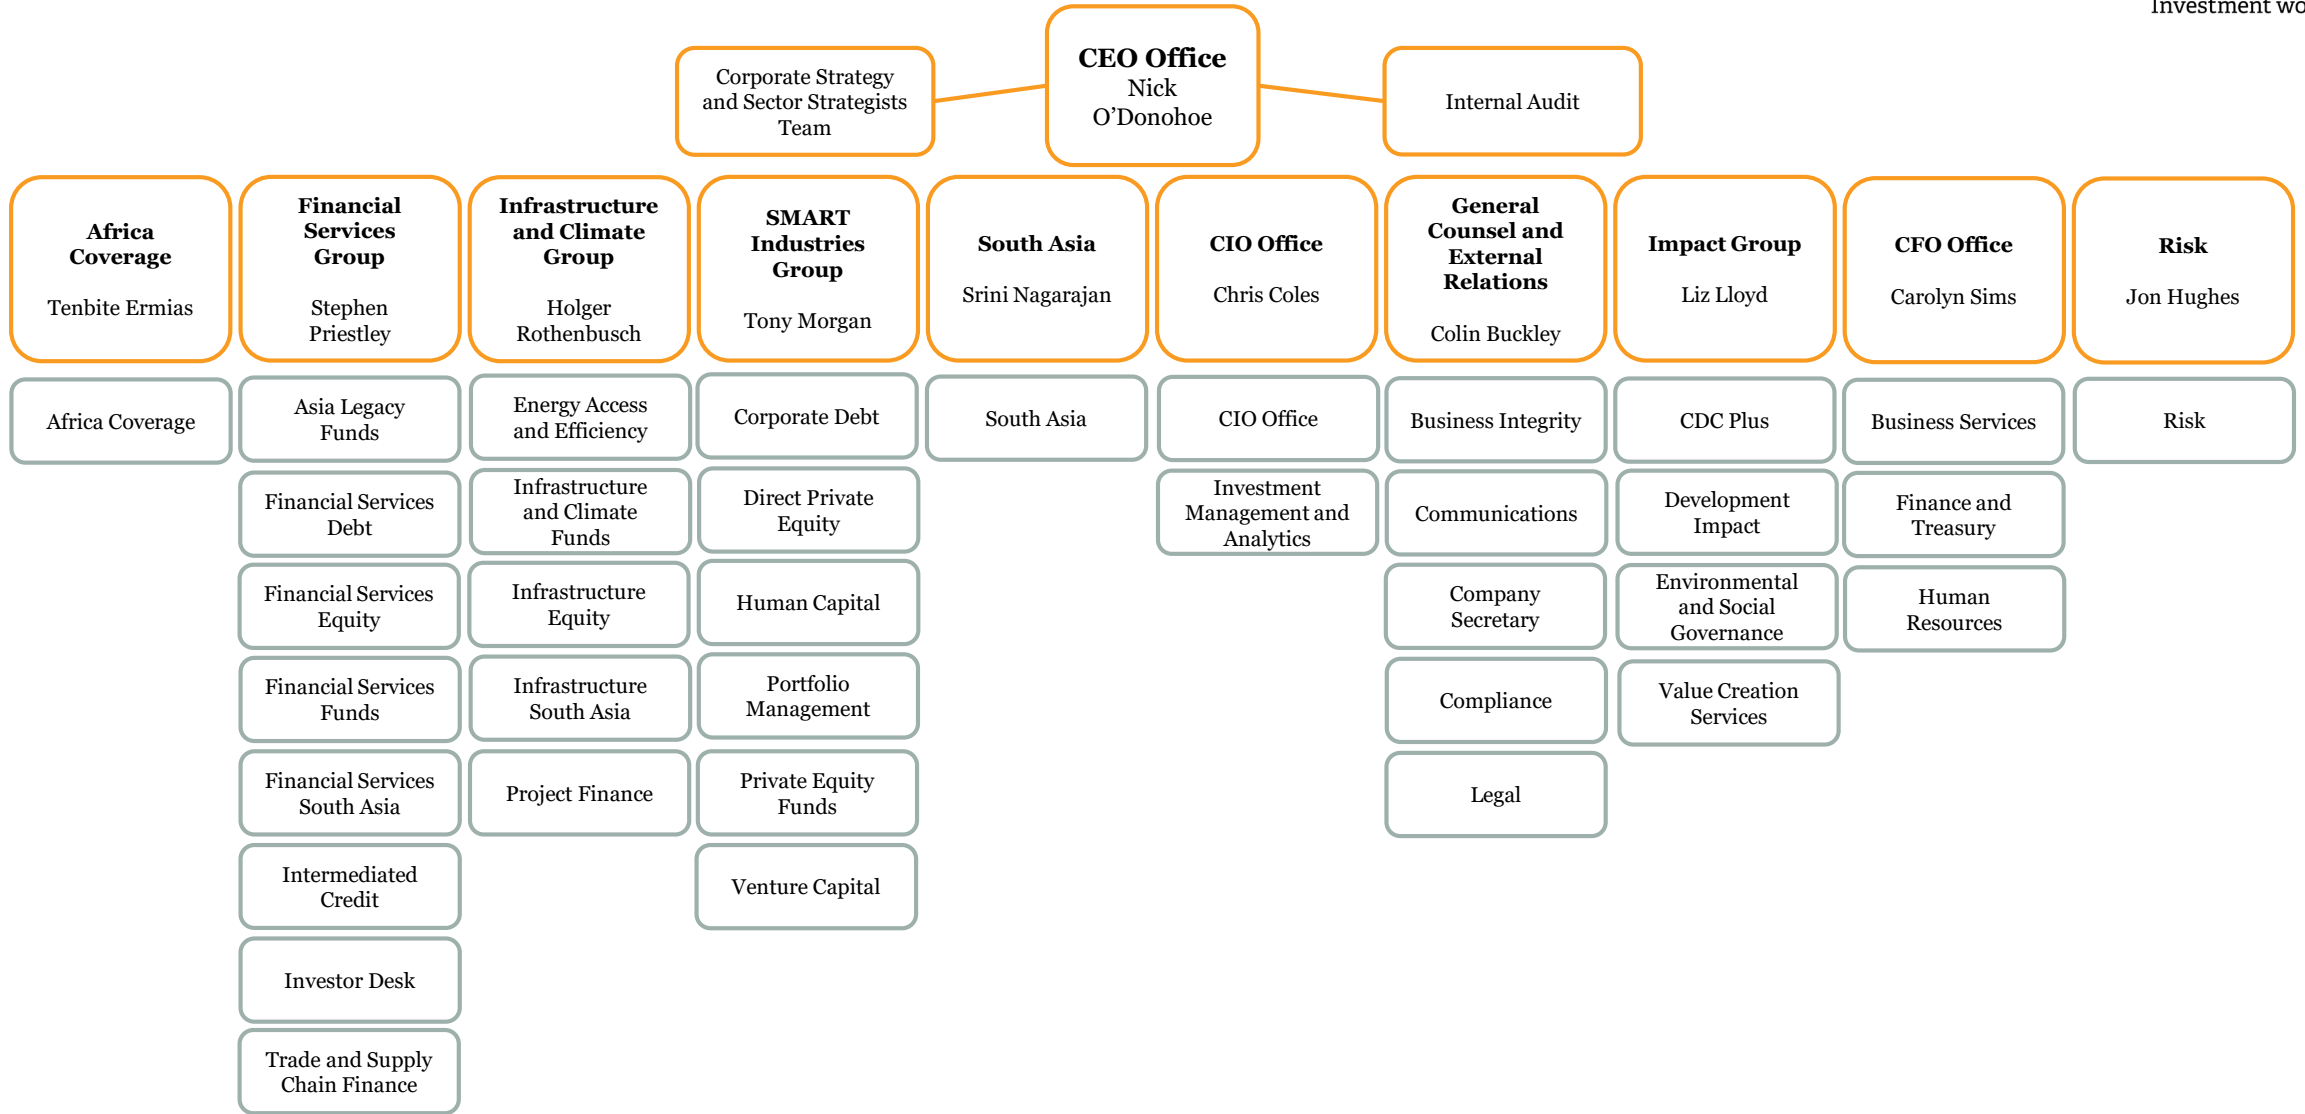 Investment wo
CEO Office
Nick
O’Donohoe
Corporate Strategy
and Sector Strategists
Team
Internal Audit
Africa
Coverage
Tenbite Ermias
Financial
Services
Group
Stephen
Priestley
Infrastructure
and Climate
Group
Holger
Rothenbusch
SMART
Industries
Group
Tony Morgan
South Asia
Srini Nagarajan
CIO Office
Chris Coles
General
Counsel and
External
Relations
Colin Buckley
Impact Group
Liz Lloyd
CFO Office
Carolyn Sims
Risk
Jon Hughes
Africa Coverage
Asia Legacy
Funds
Financial Services
Debt
Financial Services
Equity
Financial Services
Funds
Financial Services
South Asia
Intermediated
Credit
Investor Desk
Trade and Supply
Chain Finance
Energy Access
and Efficiency
Infrastructure
and Climate
Funds
Infrastructure
Equity
Infrastructure
South Asia
Project Finance
Corporate Debt
Direct Private
Equity
Human Capital
Portfolio
Management
Private Equity
Funds
Venture Capital
South Asia
CIO Office
Investment
Management and
Analytics
Business Integrity
Communications
Company
Secretary
Compliance
Legal
CDC Plus
Development
Impact
Environmental
and Social
Governance
Value Creation
Services
Business Services
Finance and
Treasury
Human
Resources
Risk